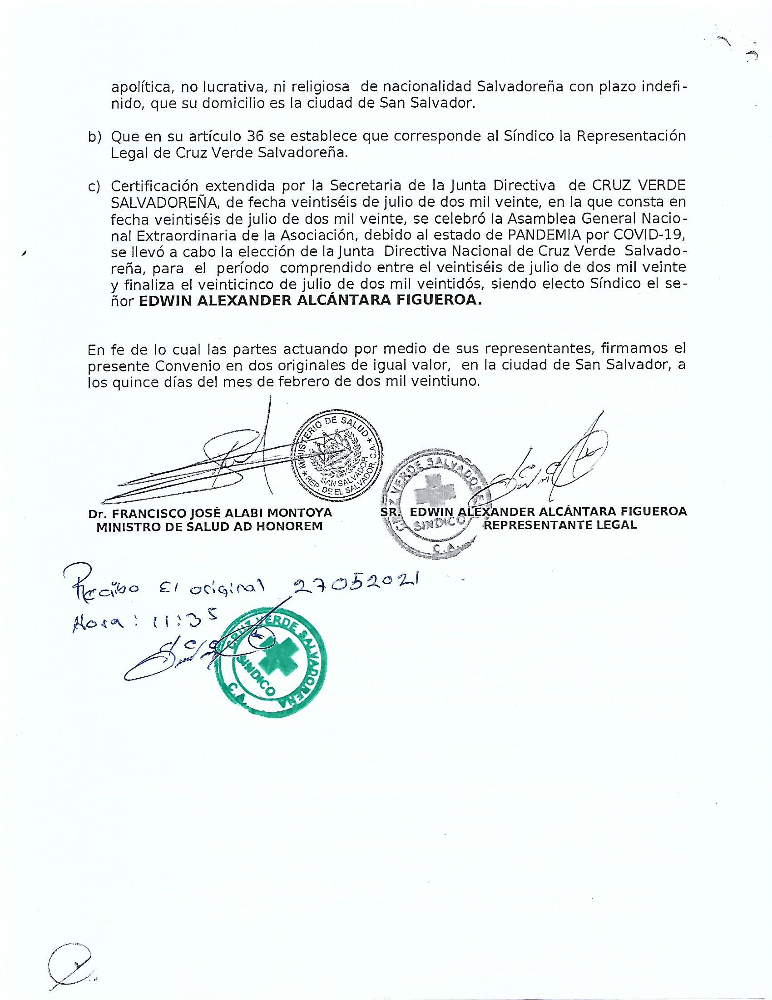 apolítica, no lucrativa, ni religiosa de nacionalidad Salvadoreña con plazo indefi-
nido, que su domicilio es la ciudad de San Salvador.
b) Que en su artículo 36 se establece que corresponde al Síndico la Representación
Legal de Cruz Verde Salvadoreña.
c) Certificación extendida por la Secretaria de la Junta Directiva de CRUZ VERDE
SALVADOREÑA, de fecha veintiséis de julio de dos mil veinte, en la que consta en
fecha veintiséis de julio de dos mil veinte, se celebró la Asamblea General Nacio-
nal Extraordinaria de la Asociación, debido al estado de PANDEMIA por COVID-19,
se llevó a cabo la elección de la Junta Directiva Nacional de Cruz Verde Salvado-
reña, para el período comprendido entre el veintiséis de julio de dos mil veinte
y finaliza el veinticinco de julio de dos mil veintidós, siendo electo Síndico el se-
ñor EDWIN ALEXANDER ALCÁNTARA FIGUEROA.
En fe de lo cual las partes actuando por medio de sus representantes, firmamos el
presente Convenio en dos originales de igual valor, en la ciudad de San Salvador, a
los quince días del mes de febrero de dos mil veintiuno.
MINISTERIO DE SALUD
SAN SALVADOR
REP. DE EL SALVADOR, C.A.
CRUZ VERDE SALVADOREÑA
SINDICO
C.A.
Dr. FRANCISCO JOSÉ ALABI MONTOYA
MINISTRO DE SALUD AD HONOREM
SR. EDWIN ALEXANDER ALCÁNTARA FIGUEROA
REPRESENTANTE LEGAL
Recibo El original 27052021
Hora: 11:35
CRUZ VERDE SALVADOREÑA
SINDICO
C.A.